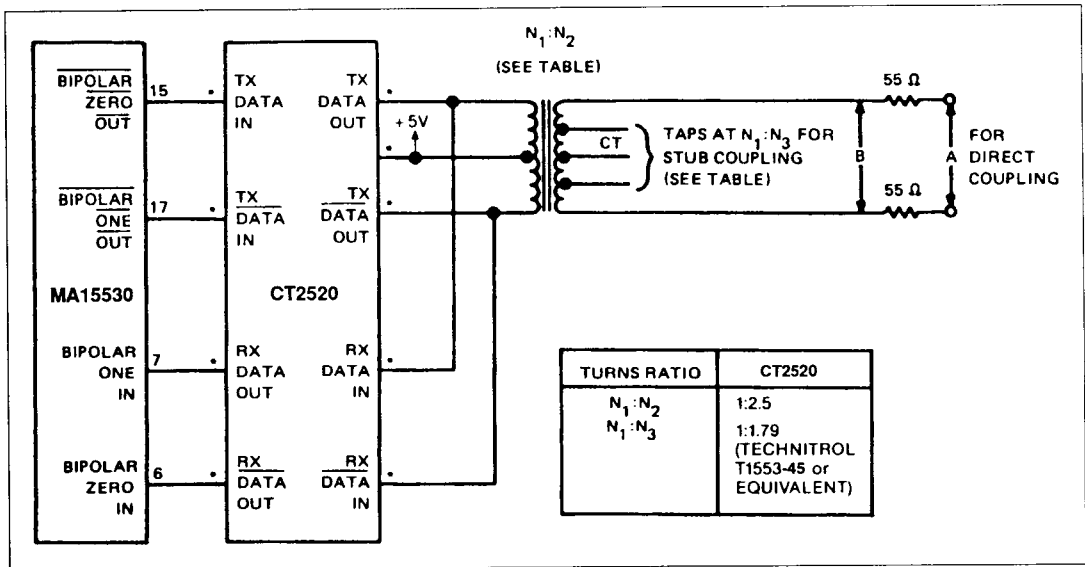 N1:N2
(SEE TABLE)
BIPOLAR
ZERO
OUT
15
TX
DATA
IN
TX
DATA
OUT
+5V
BIPOLAR
ONE
OUT
17
TX
DATA
IN
TX
DATA
OUT
MA15530
CT2520
BIPOLAR
ONE
IN
7
RX
DATA
OUT
RX
DATA
IN
BIPOLAR
ZERO
IN
6
RX
DATA
OUT
RX
DATA
IN
CT
TAPS AT N1:N3 FOR
STUB COUPLING
(SEE TABLE)
B
55 Ω
55 Ω
A
FOR
DIRECT
COUPLING
TURNS RATIO CT2520
N1:N2 1:2.5
N1:N3 1:1.79
(TECHNITROL
T1553-45 or
EQUIVALENT)